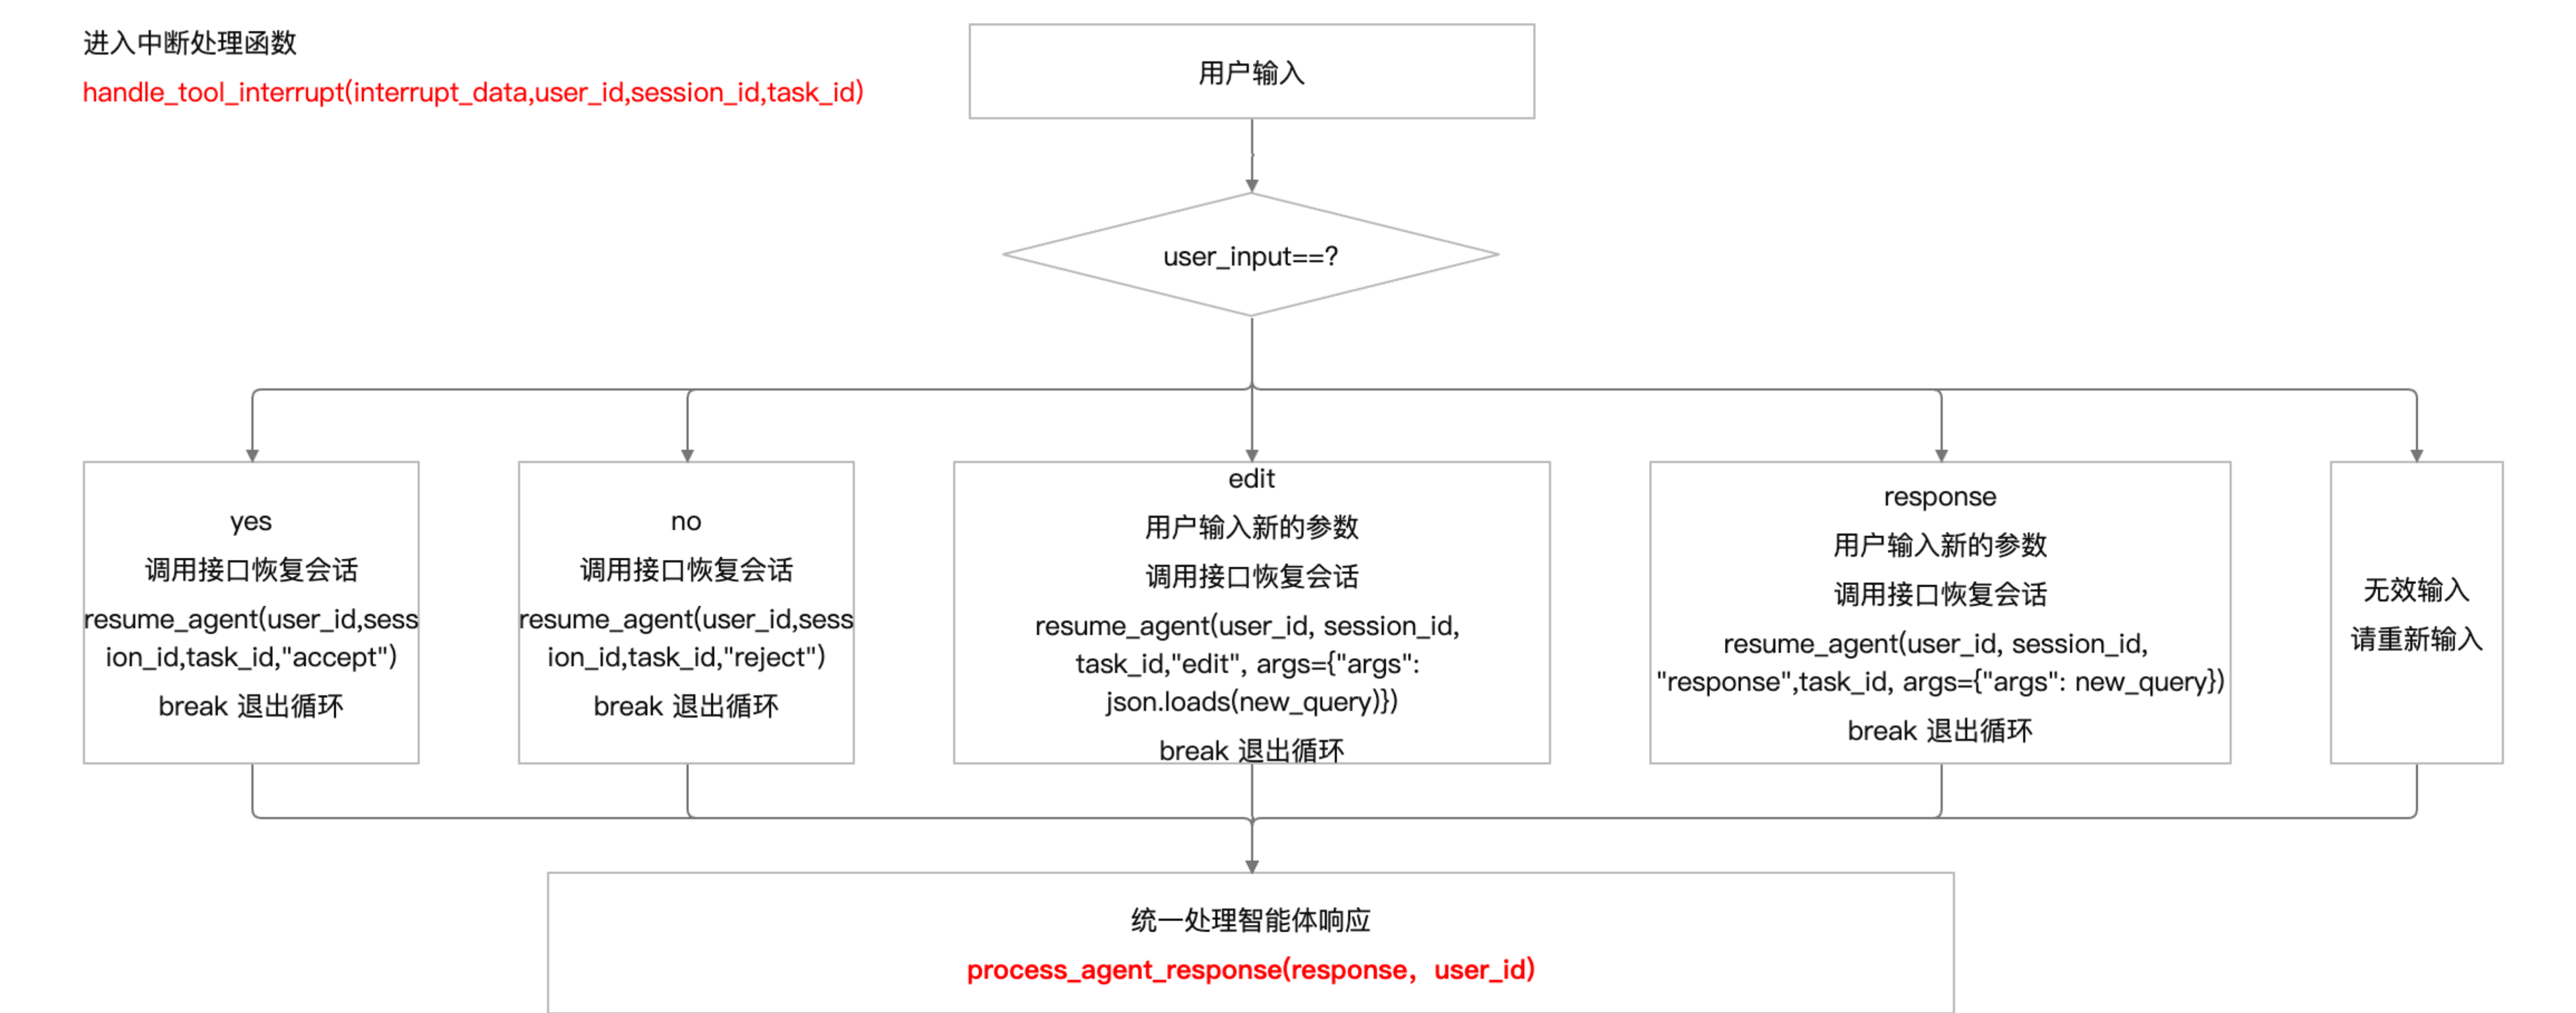 进入中断处理函数
handle_tool_interrupt(interrupt_data,user_id,session_id,task_id)
用户输入
user_input==?
yes
调用接口恢复会话
resume_agent(user_id,sess
ion_id,task_id,"accept")
break 退出循环
no
调用接口恢复会话
resume_agent(user_id,sess
ion_id,task_id,"reject")
break 退出循环
edit
用户输入新的参数
调用接口恢复会话
resume_agent(user_id, session_id,
task_id,"edit", args={"args":
json.loads(new_query)})
break 退出循环
response
用户输入新的参数
调用接口恢复会话
resume_agent(user_id, session_id,
"response",task_id, args={"args": new_query})
break 退出循环
无效输入
请重新输入
统一处理智能体响应
process_agent_response(response，user_id)